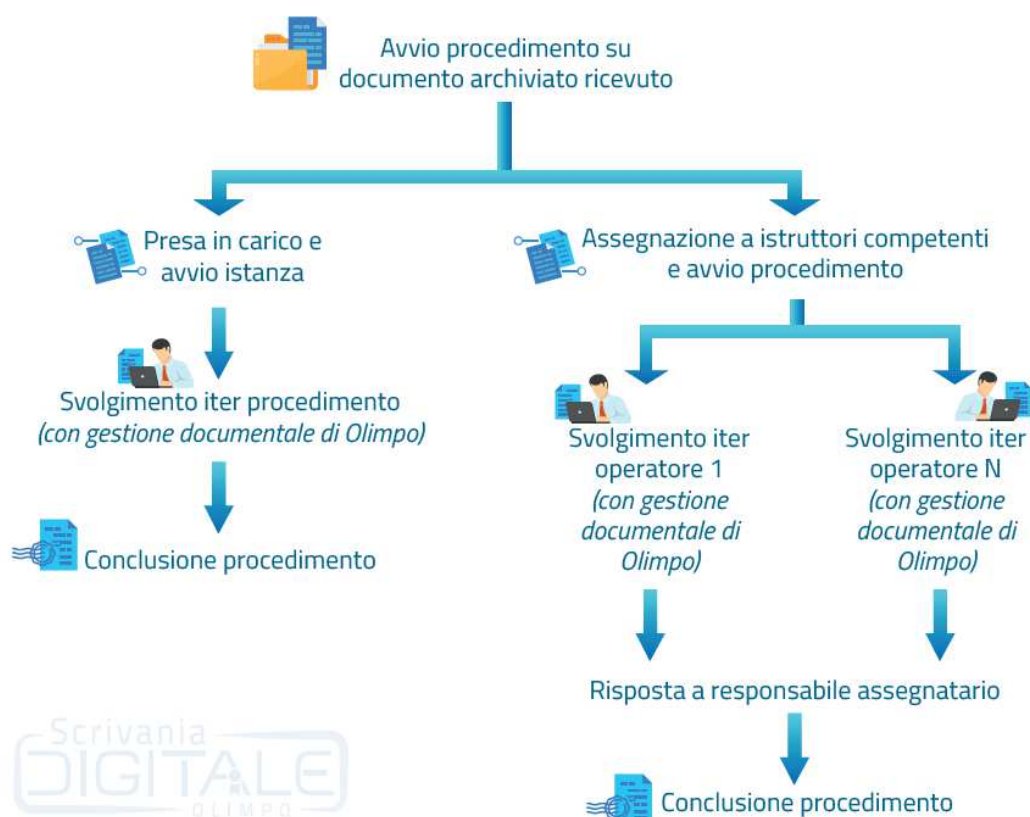 Avvio procedimento su
documento archiviato ricevuto
Presa in carico e
avvio istanza
Assegnazione a istruttori competenti
e avvio procedimento
Svolgimento iter procedimento
(con gestione documentale di Olimpo)
Conclusione procedimento
Svolgimento iter
operatore 1
(con gestione
documentale di
Olimpo)
Svolgimento iter
operatore N
(con gestione
documentale di
Olimpo)
Risposta a responsabile assegnatario
Conclusione procedimento
Scrivania
DIGITALE
OLIMPO